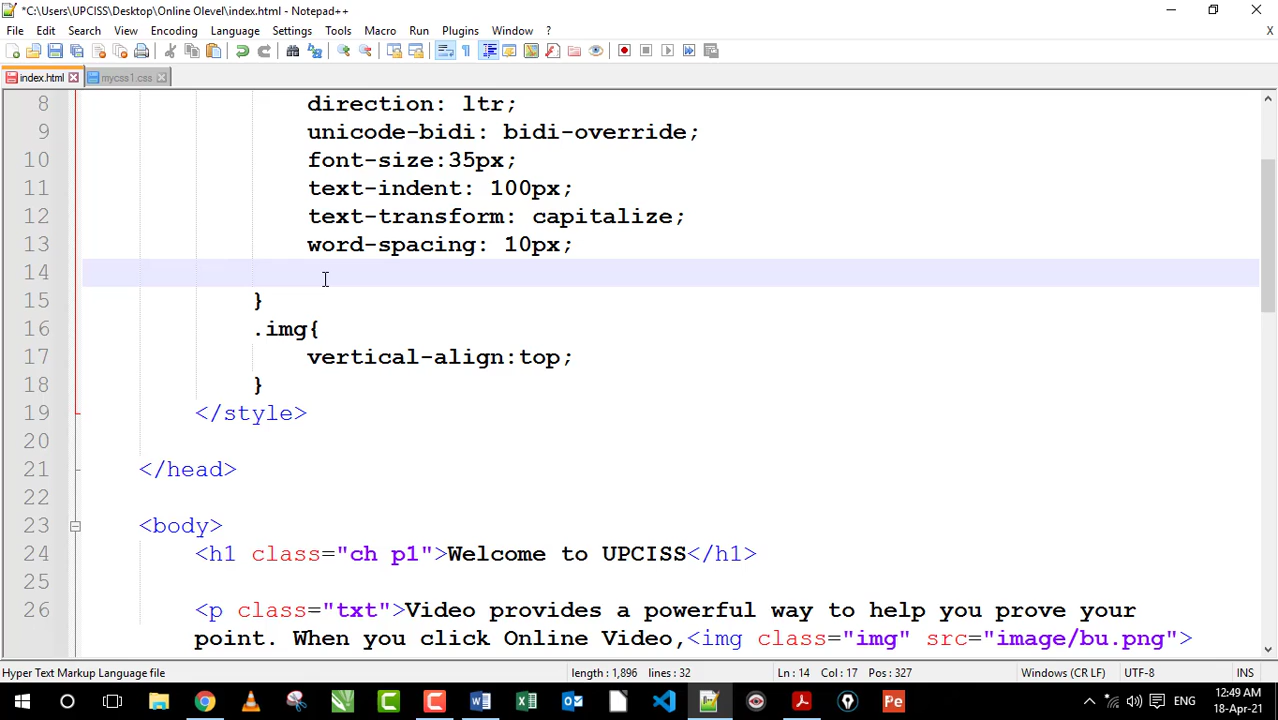 *C:\Users\UPCISS\Desktop\Online Olevel\index.html - Notepad++
File Edit Search View Encoding Language Settings Tools Macro Run Plugins Window ?
X
index.html mycss1.css
8 direction: ltr;
9 unicode-bidi: bidi-override;
10 font-size:35px;
11 text-indent: 100px;
12 text-transform: capitalize;
13 word-spacing: 10px;
14
15 }
16 .img{
17 vertical-align:top;
18 }
19 </style>
20
21 </head>
22
23 <body>
24 <h1 class="ch p1">Welcome to UPCISS</h1>
25
26 <p class="txt">Video provides a powerful way to help you prove your
point. When you click Online Video,<img class="img" src="image/bu.png">
Hyper Text Markup Language file length : 1,896 lines : 32 Ln : 14 Col : 17 Pos : 327 Windows (CR LF) UTF-8 INS
ENG 12:49 AM
18-Apr-21